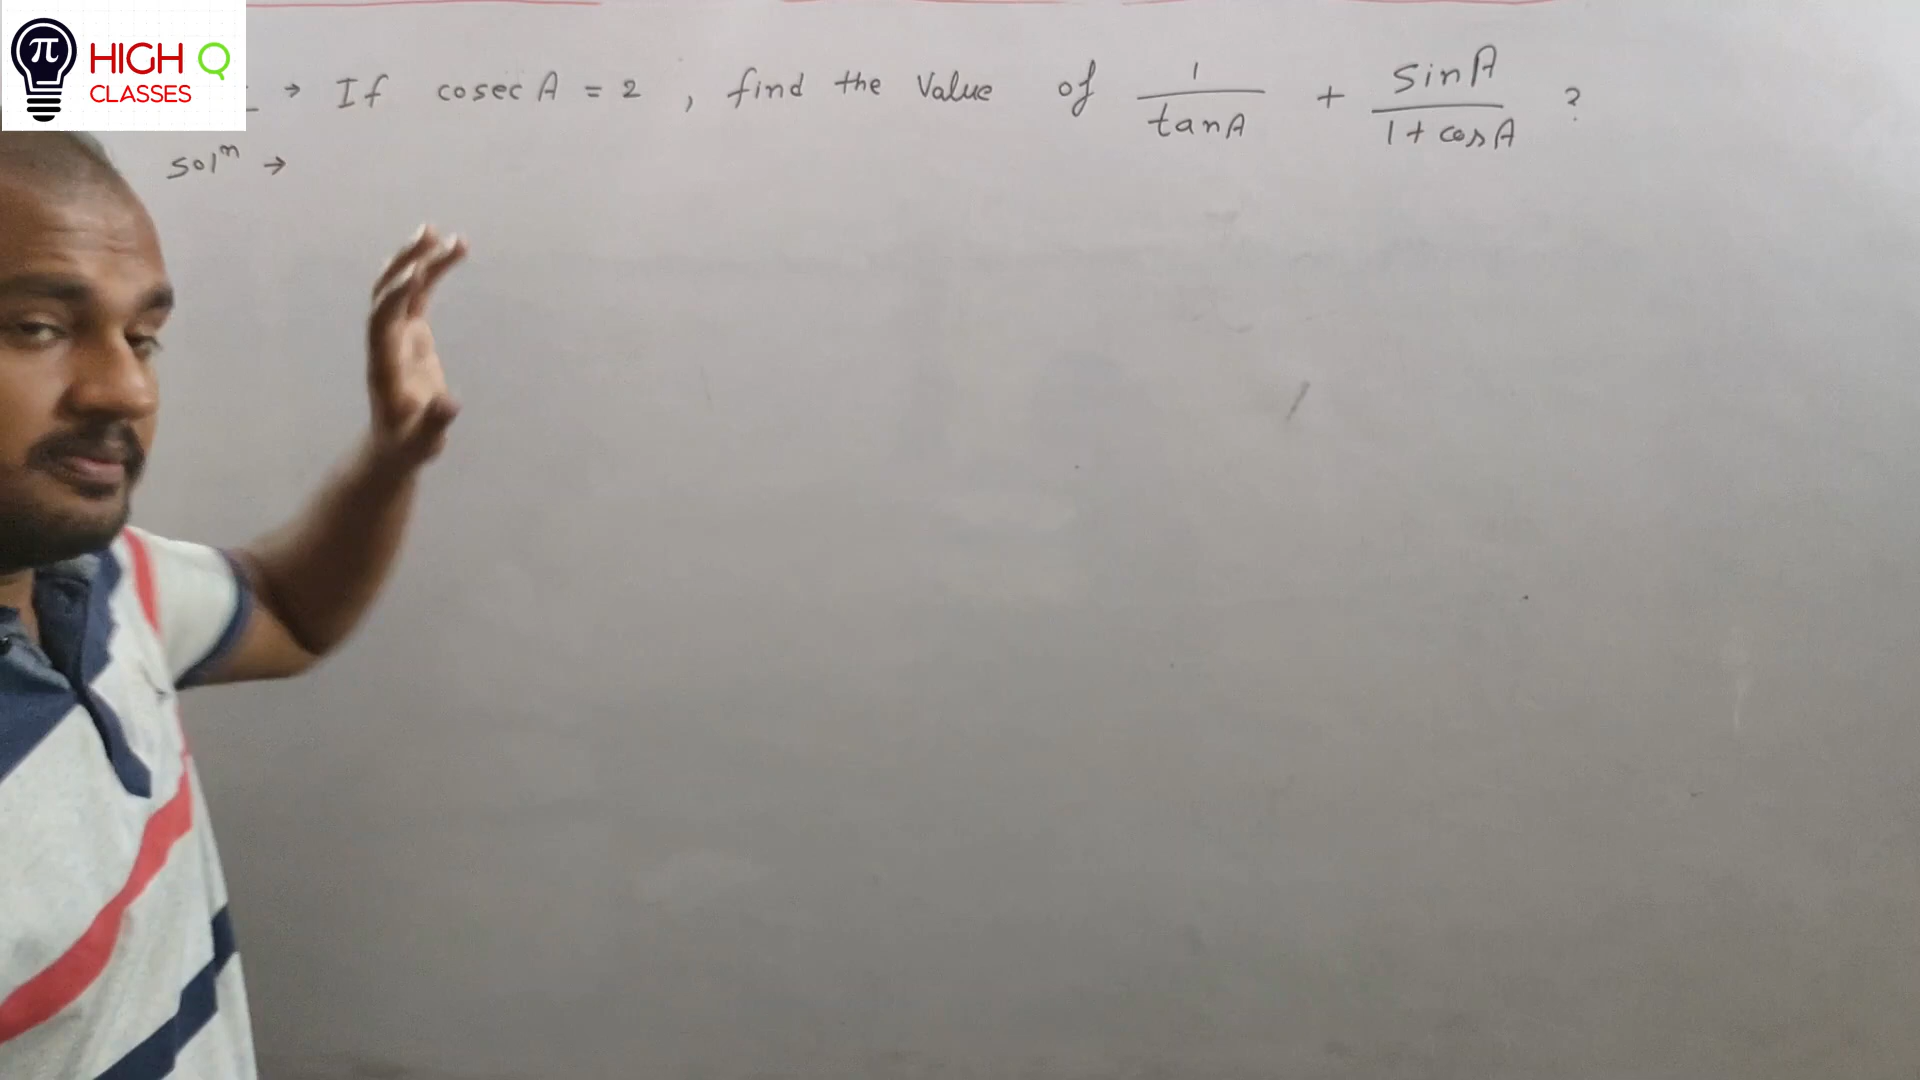 π HIGH Q
CLASSES
→ If cosec A = 2 , find the Value of 1/tanA + sinA/1+cosA ?
Solⁿ →